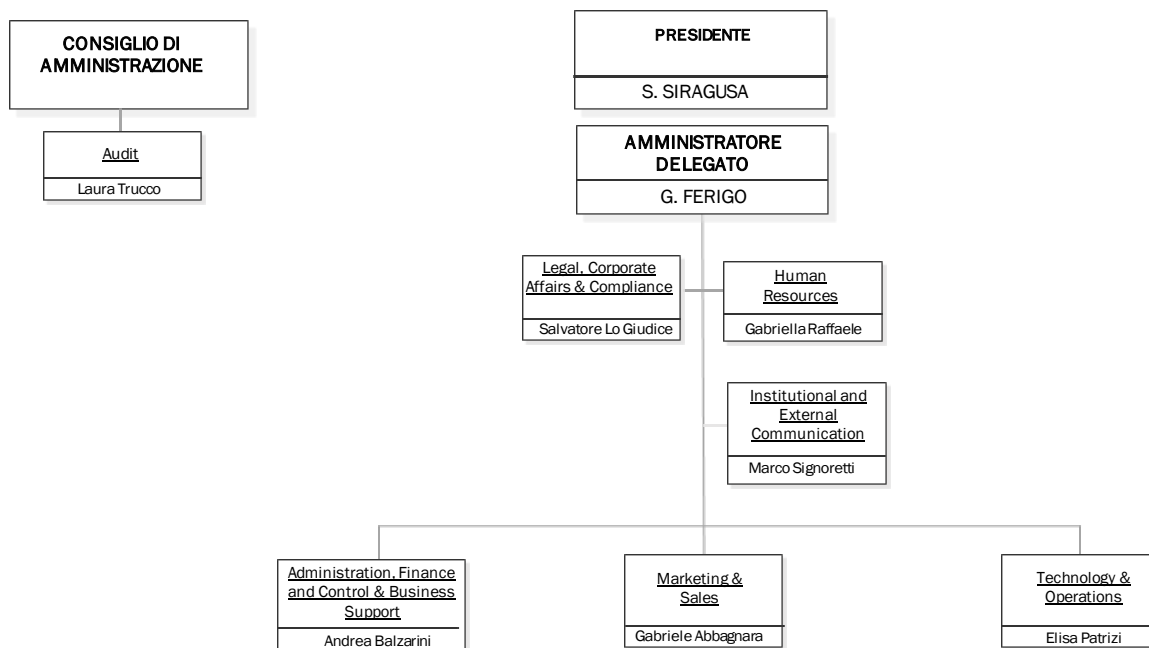 CONSIGLIO DI
AMMINISTRAZIONE
Audit
Laura Trucco
PRESIDENTE
S. SIRAGUSA
AMMINISTRATORE
DELEGATO
G. FERIGO
Legal, Corporate
Affairs & Compliance
Salvatore Lo Giudice
Human
Resources
Gabriella Raffaele
Institutional and
External
Communication
Marco Signoretti
Administration, Finance
and Control & Business
Support
Andrea Balzarini
Marketing &
Sales
Gabriele Abbagnara
Technology &
Operations
Elisa Patrizi